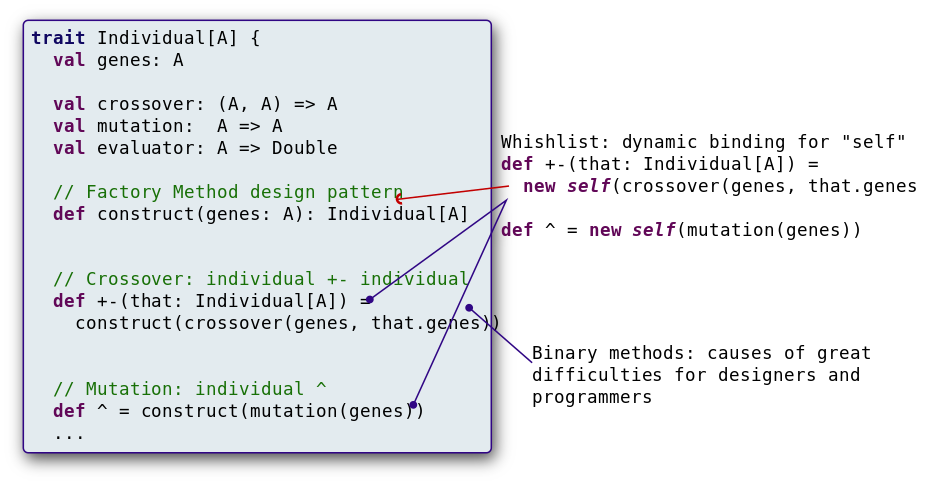 trait Individual[A] {
  val genes: A

  val crossover: (A, A) => A
  val mutation:  A => A
  val evaluator: A => Double

  // Factory Method design pattern
  def construct(genes: A): Individual[A]

  // Crossover: individual +- individual
  def +-(that: Individual[A]) =
    construct(crossover(genes, that.genes))

  // Mutation: individual ^
  def ^ = construct(mutation(genes))
  ...

Whishlist: dynamic binding for "self"
def +-(that: Individual[A]) =
  new self(crossover(genes, that.genes

def ^ = new self(mutation(genes))

Binary methods: causes of great
difficulties for designers and
programmers